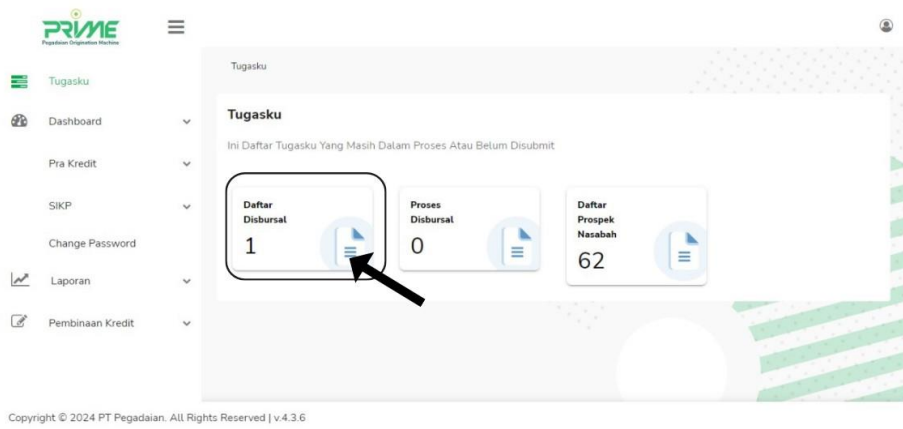 PRIME
Pegadaian Origination Machine
Tugasku
Dashboard
Pra Kredit
SIKP
Change Password
Laporan
Pembinaan Kredit
Tugasku
Tugasku
Ini Daftar Tugasku Yang Masih Dalam Proses Atau Belum Disubmit
Daftar
Disbursal
1
Proses
Disbursal
0
Daftar
Prospek
Nasabah
62
Copyright © 2024 PT Pegadaian. All Rights Reserved | v.4.3.6